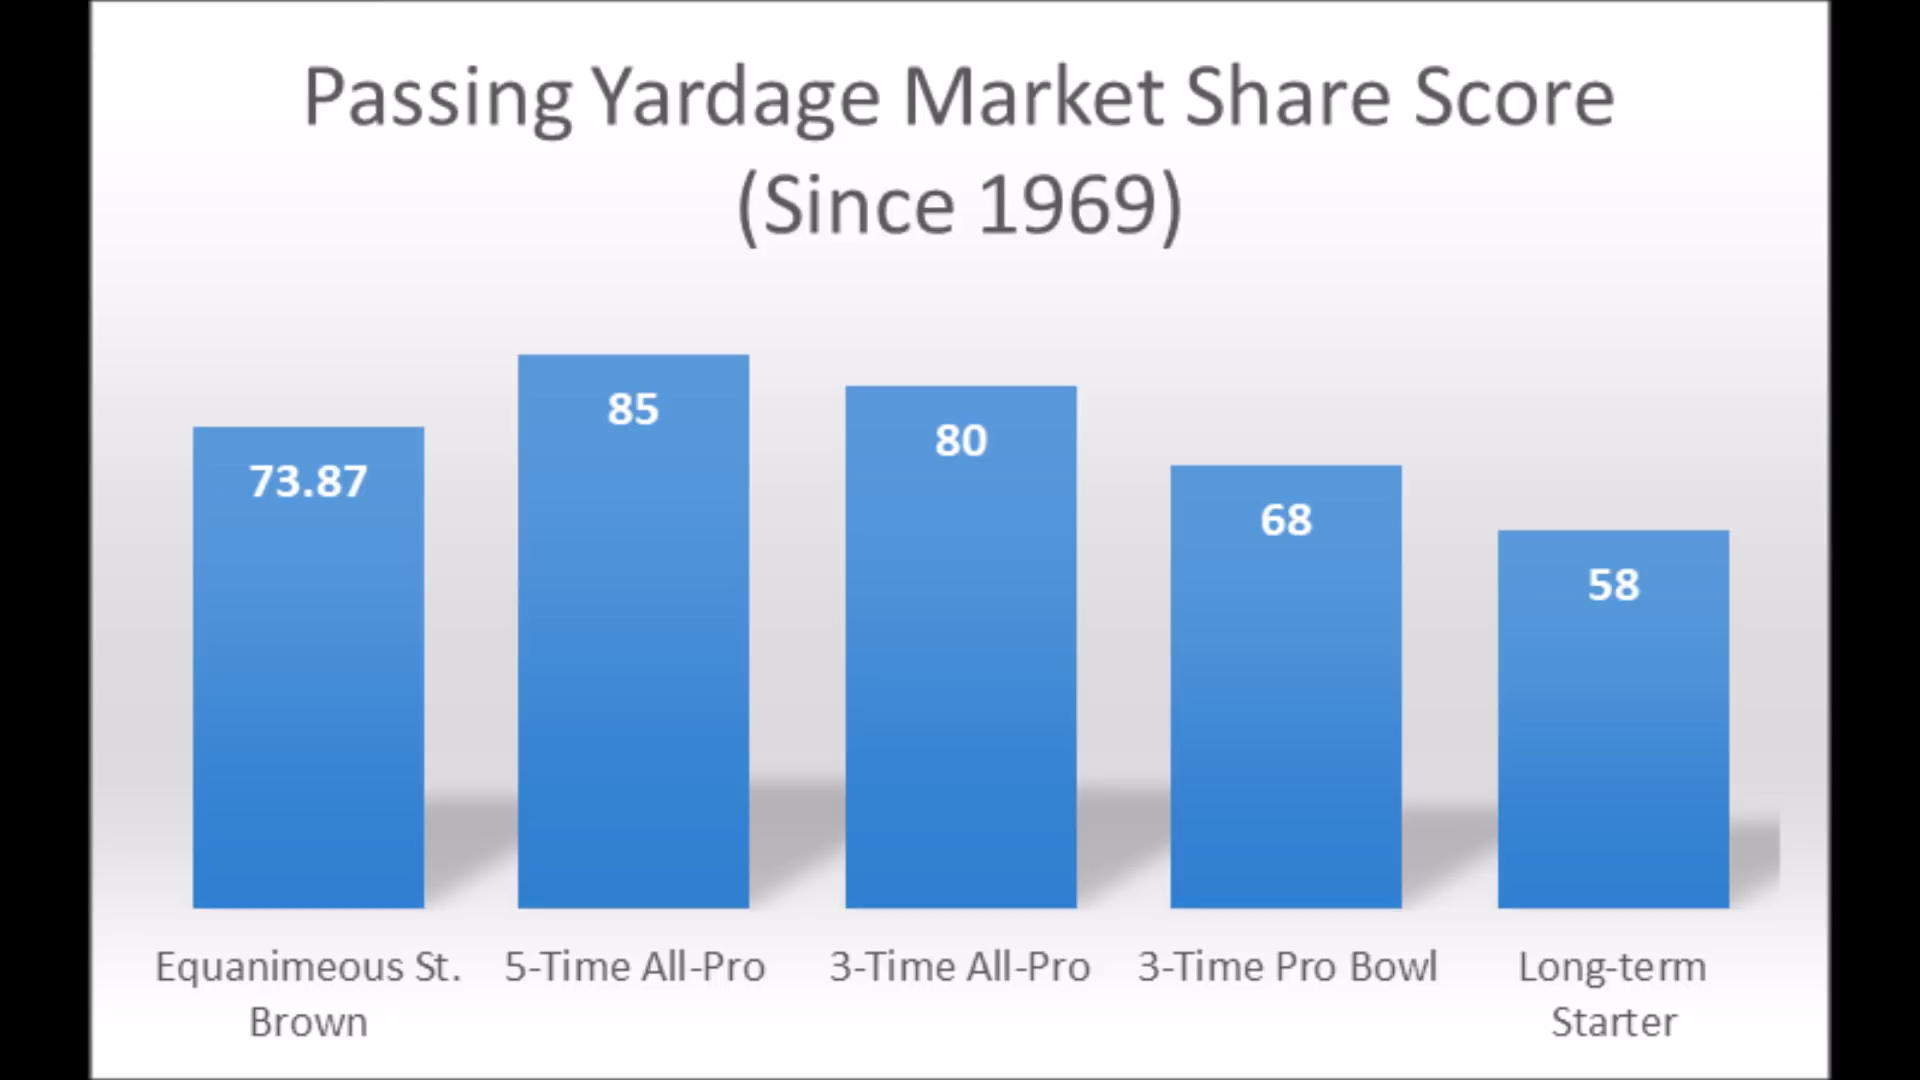 Passing Yardage Market Share Score
(Since 1969)
73.87
85
80
68
58
Equanimeous St.
Brown
5-Time All-Pro
3-Time All-Pro
3-Time Pro Bowl
Long-term
Starter